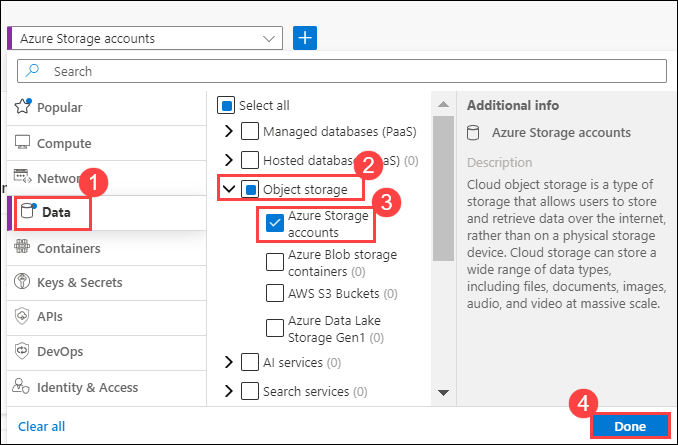 Azure Storage accounts
Search
Popular
Compute
Network
1
Data
Containers
Keys & Secrets
APIs
DevOps
Identity & Access
Clear all
Select all
Managed databases (PaaS)
Hosted databas S) (0)
2
Object storage
3
Azure Storage
accounts
Azure Blob storage
containers (0)
AWS S3 Buckets (0)
Azure Data Lake
Storage Gen1 (0)
AI services (0)
Search services (0)
Additional info
Azure Storage accounts
Description
Cloud object storage is a type of
storage that allows users to store
and retrieve data over the internet,
rather than on a physical storage
device. Cloud storage can store a
wide range of data types,
including files, documents, images,
audio, and video at massive scale.
4
Done